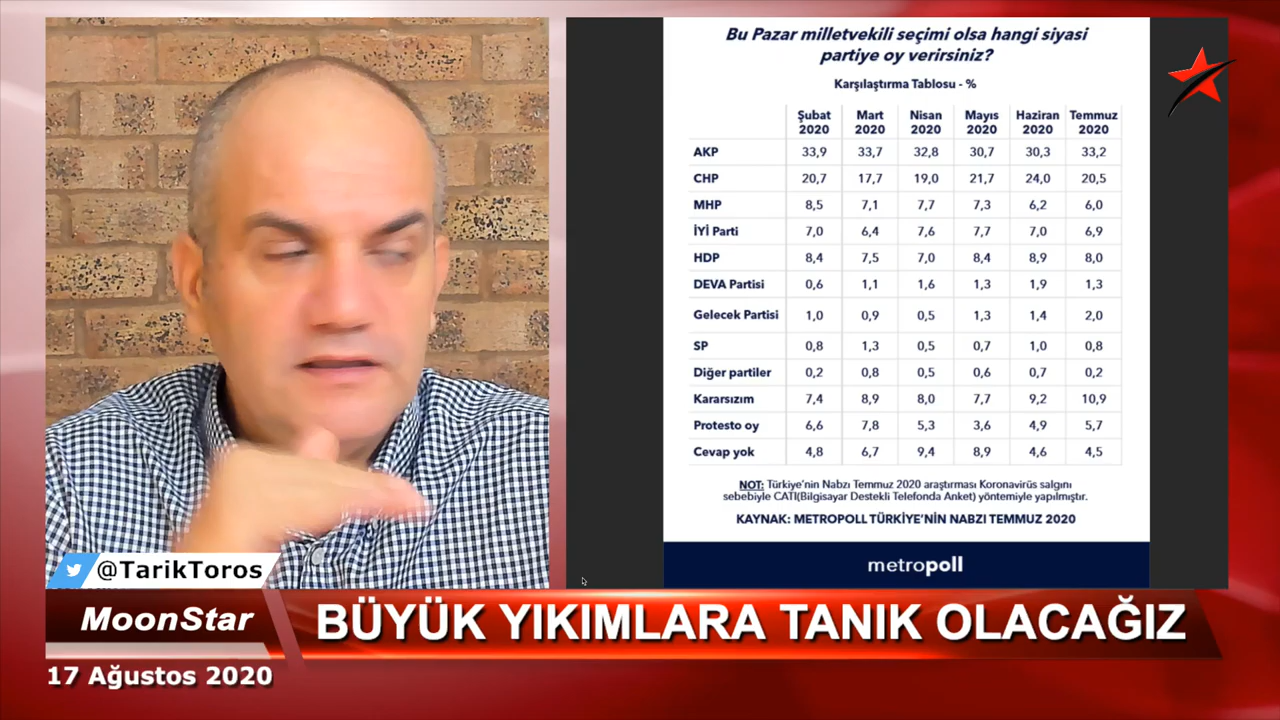 Bu Pazar milletvekili seçimi olsa hangi siyasi
partiye oy verirsiniz?
Karşılaştırma Tablosu - %
Şubat 2020 Mart 2020 Nisan 2020 Mayıs 2020 Haziran 2020 Temmuz 2020
AKP 33,9 33,7 32,8 30,7 30,3 33,2
CHP 20,7 17,7 19,0 21,7 24,0 20,5
MHP 8,5 7,1 7,7 7,3 6,2 6,0
İYİ Parti 7,0 6,4 7,6 7,7 7,0 6,9
HDP 8,4 7,5 7,0 8,4 8,9 8,0
DEVA Partisi 0,6 1,1 1,6 1,3 1,9 1,3
Gelecek Partisi 1,0 0,9 0,5 1,3 1,4 2,0
SP 0,8 1,3 0,5 0,7 1,0 0,8
Diğer partiler 0,2 0,8 0,5 0,6 0,7 0,2
Kararsızım 7,4 8,9 8,0 7,7 9,2 10,9
Protesto oy 6,6 7,8 5,3 3,6 4,9 5,7
Cevap yok 4,8 6,7 9,4 8,9 4,6 4,5
NOT: Türkiye'nin Nabzı Temmuz 2020 araştırması Koronavirüs salgını
sebebiyle CATI(Bilgisayar Destekli Telefonda Anket) yöntemiyle yapılmıştır.
KAYNAK: METROPOLL TÜRKİYE'NİN NABZI TEMMUZ 2020
metropoll
@TarikToros
MoonStar
BÜYÜK YIKIMLARA TANIK OLACAĞIZ
17 Ağustos 2020